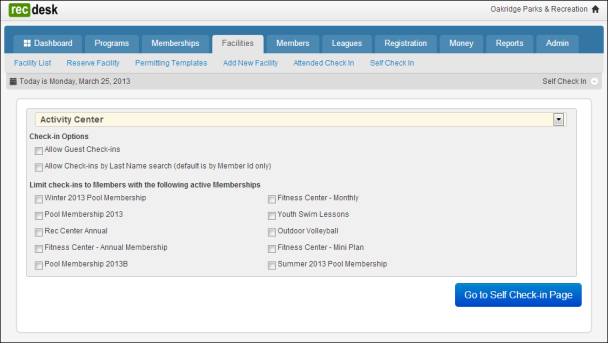 recdesk
Oakridge Parks & Recreation
Dashboard Programs Memberships Facilities Members Leagues Registration Money Reports Admin
Facility List Reserve Facility Permitting Templates Add New Facility Attended Check In Self Check In
Today is Monday, March 25, 2013 Self Check In
Activity Center
Check-in Options
Allow Guest Check-ins
Allow Check-ins by Last Name search (default is by Member Id only)
Limit check-ins to Members with the following active Memberships
Winter 2013 Pool Membership Fitness Center - Monthly
Pool Membership 2013 Youth Swim Lessons
Rec Center Annual Outdoor Volleyball
Fitness Center - Annual Membership Fitness Center - Mini Plan
Pool Membership 2013B Summer 2013 Pool Membership
Go to Self Check-in Page